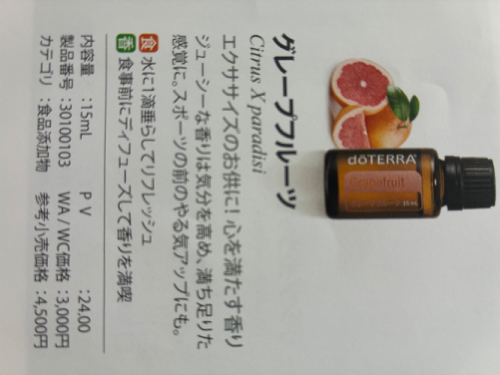 dōTERRA
Grapefruit
15 mL
グレープフルーツ
Citrus X paradisi
エクササイズのお供に! 心を満たす香り
ジューシーな香りは気分を高め、満ち足りた
感覚に。スポーツの前のやる気アップにも。
食 水に1滴垂らしてリフレッシュ
香 食事前にディフューズして香りを満喫
内容量 :15mL PV :24.00
製品番号 :30100103 WA/WC価格 :3,000円
カテゴリ :食品添加物 参考小売価格 :4,500円